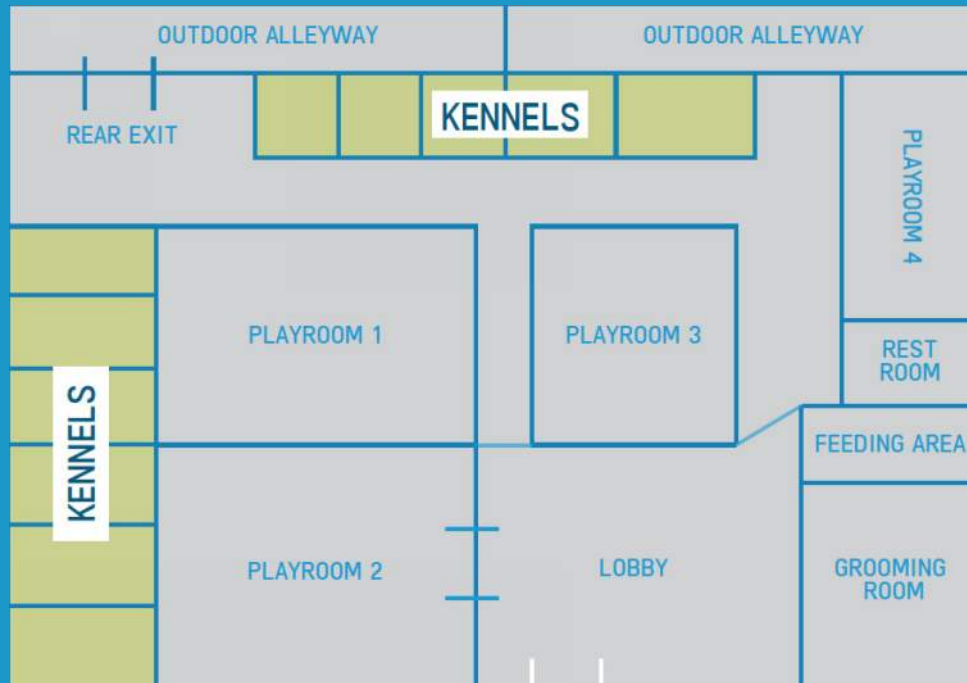 OUTDOOR ALLEYWAY
OUTDOOR ALLEYWAY
KENNELS
REAR EXIT
PLAYROOM 4
PLAYROOM 1
PLAYROOM 3
REST
ROOM
KENNELS
FEEDING AREA
PLAYROOM 2
LOBBY
GROOMING
ROOM